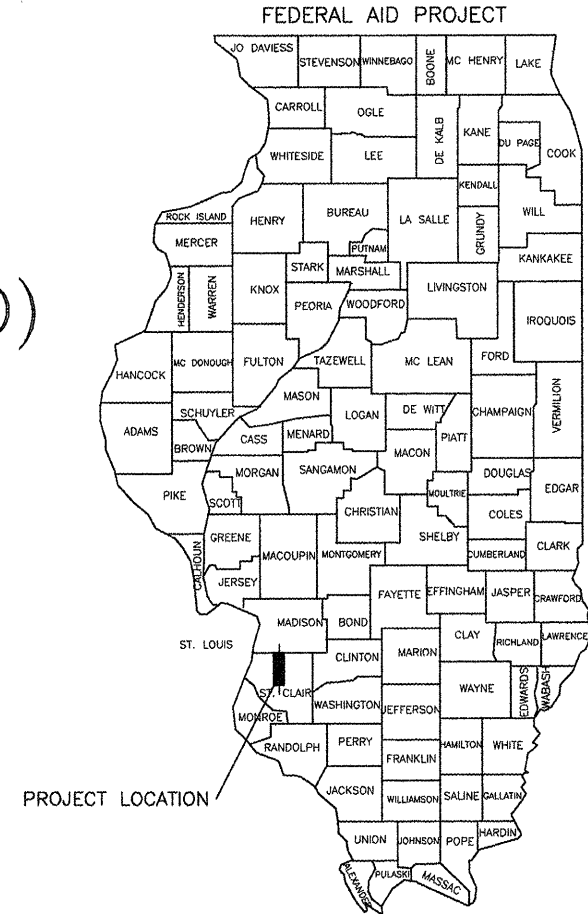 FEDERAL AID PROJECT
JO DAVIESS
STEVENSON
WINNEBAGO
BOONE
MC HENRY
LAKE
CARROLL
OGLE
DE KALB
KANE
DU PAGE
COOK
WHITESIDE
LEE
KENDALL
WILL
ROCK ISLAND
HENRY
BUREAU
LA SALLE
GRUNDY
MERCER
PUTNAM
KANKAKEE
STARK
MARSHALL
HENDERSON
WARREN
KNOX
PEORIA
WOODFORD
LIVINGSTON
IROQUOIS
HANCOCK
MC DONOUGH
FULTON
TAZEWELL
MC LEAN
FORD
MASON
VERMILION
ADAMS
SCHUYLER
LOGAN
DE WITT
CHAMPAIGN
BROWN
CASS
MENARD
MACON
PIATT
PIKE
MORGAN
SANGAMON
DOUGLAS
EDGAR
SCOTT
CHRISTIAN
MOULTRIE
COLES
GREENE
MACOUPIN
MONTGOMERY
SHELBY
CUMBERLAND
CLARK
CALHOUN
JERSEY
FAYETTE
EFFINGHAM
JASPER
CRAWFORD
MADISON
BOND
CLAY
RICHLAND
LAWRENCE
ST. LOUIS
CLINTON
MARION
WAYNE
EDWARDS
WABASH
ST. CLAIR
WASHINGTON
JEFFERSON
MONROE
RANDOLPH
PERRY
HAMILTON
WHITE
FRANKLIN
PROJECT LOCATION
JACKSON
WILLIAMSON
SALINE
GALLATIN
UNION
JOHNSON
POPE
HARDIN
ALEXANDER
PULASKI
MASSAC